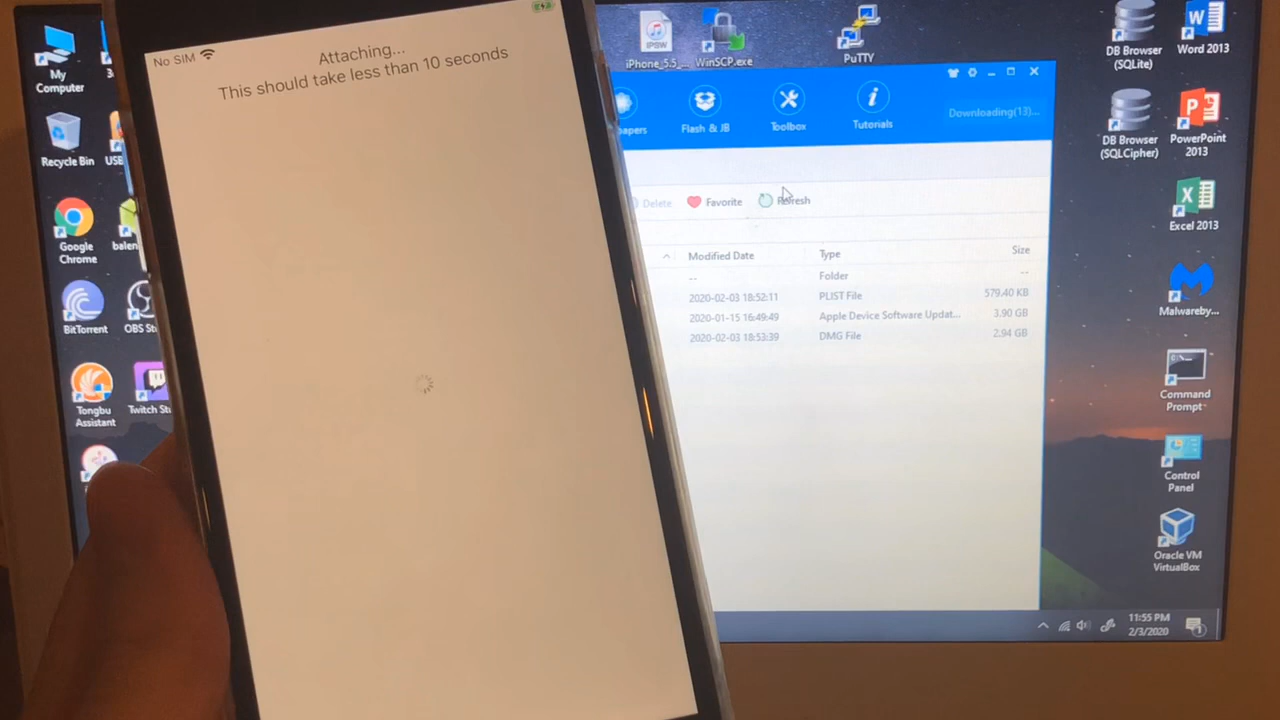 No SIM
Attaching...
This should take less than 10 seconds
My
Computer
Recycle Bin
Google
Chrome
BitTorrent
OBS St
Tongbu
Assistant
Twitch Stu
iPhone_5.5_...
IPSW
WinSCP.exe
PuTTY
Flash & JB
Toolbox
Tutorials
Downloading(13)...
Delete
Favorite
Refresh
Modified Date
Type
Size
--
Folder
--
2020-02-03 18:52:11
PLIST File
579.40 KB
2020-01-15 16:49:49
Apple Device Software Updat...
3.90 GB
2020-02-03 18:53:39
DMG File
2.94 GB
DB Browser
(SQLite)
Word 2013
DB Browser
(SQLCipher)
PowerPoint
2013
Excel 2013
Malwareby...
Command
Prompt
Control
Panel
Oracle VM
VirtualBox
11:55 PM
2/3/2020